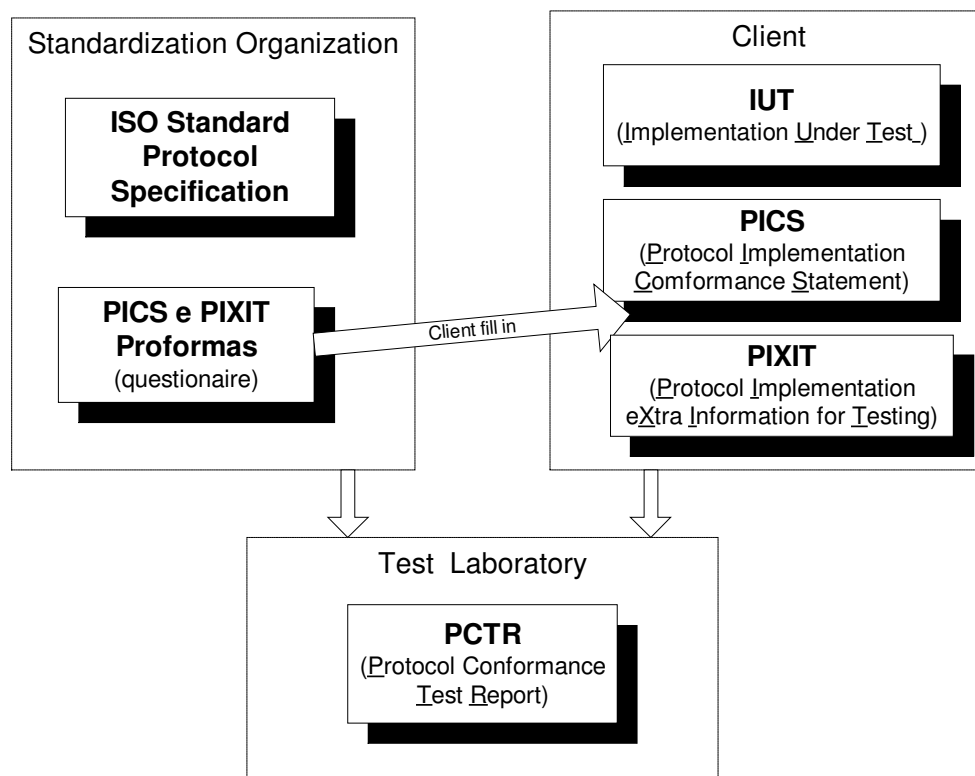 Standardization Organization
ISO Standard
Protocol
Specification
PICS e PIXIT
Proformas
(questionaire)
Client fill in
Client
IUT
(Implementation Under Test_)
PICS
(Protocol Implementation
Comformance Statement)
PIXIT
(Protocol Implementation
eXtra Information for Testing)
Test Laboratory
PCTR
(Protocol Conformance
Test Report)